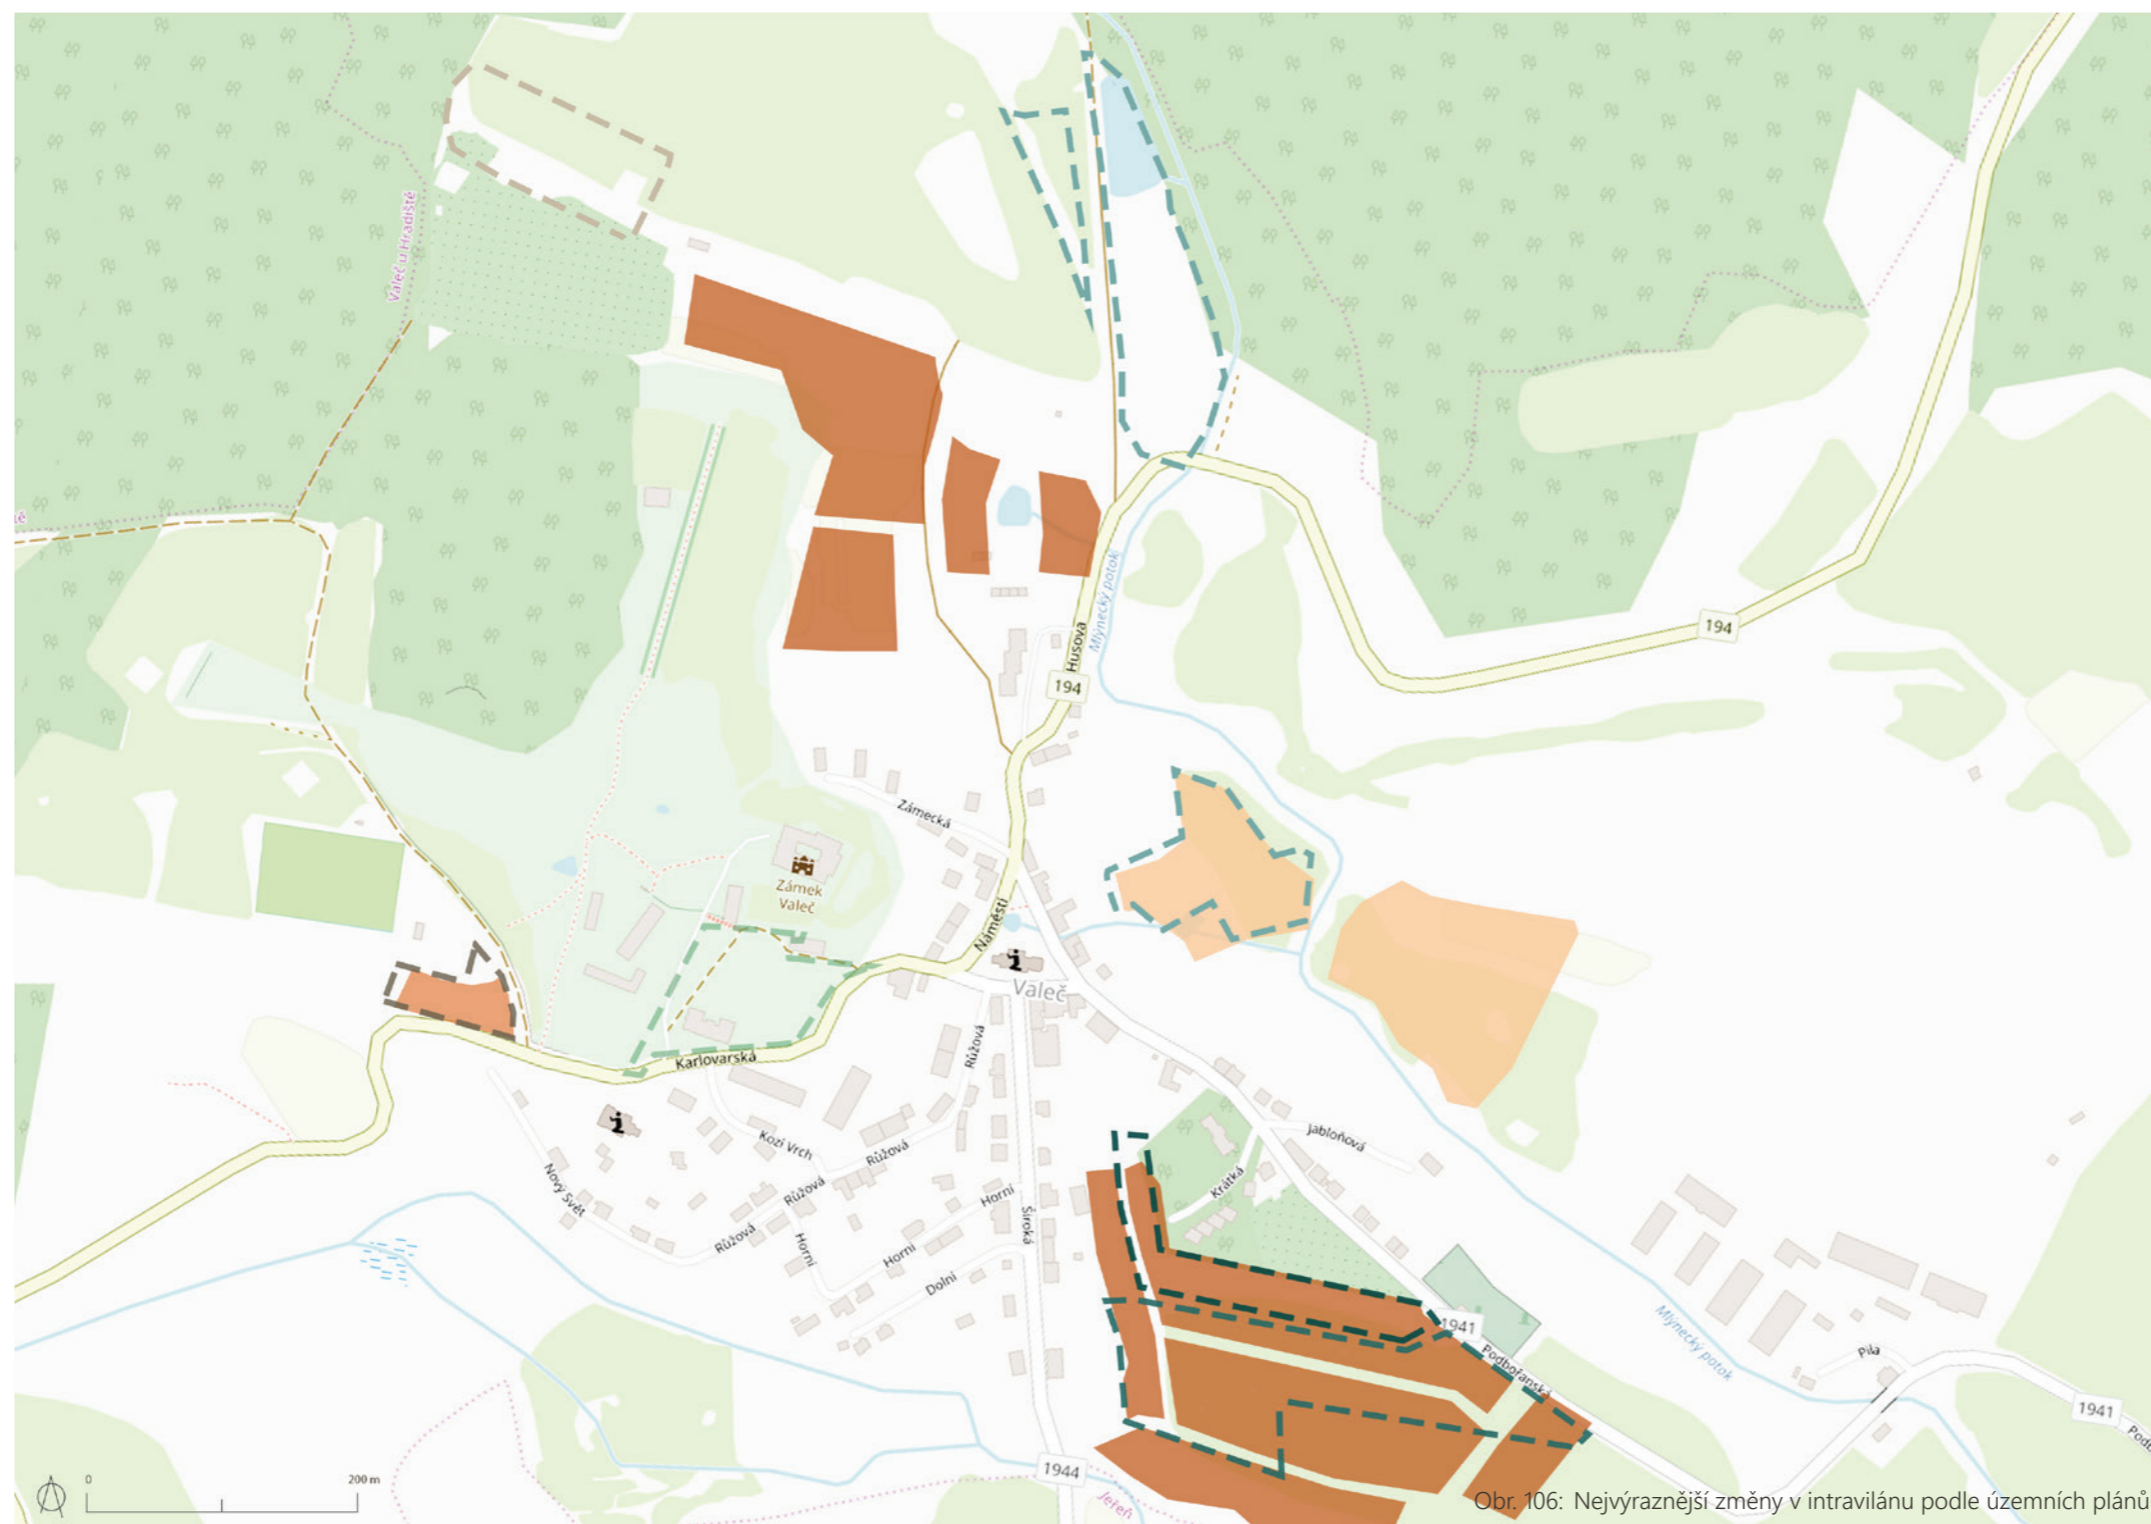 Valeč u Hradiště
tě
194
Husova
Mlýnecký potok
194
Zámecká
Zámek
Valeč
Náměstí
Valeč
Karlovarská
Růžová
Kozí Vrch
Růžová
Jabloňová
Nový Svět
Růžová
Horní
Krátká
Široká
Růžová
Horní
Horní
Dolní
1941
Podbořanská
Mlýnecký potok
Pila
1941
Podb
0
200 m
1944
Jeřeň
Obr. 106: Nejvýraznější změny v intravilánu podle územních plánů